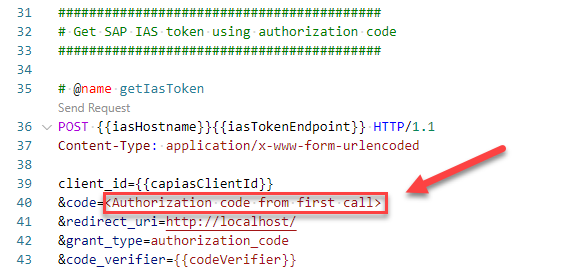 31 ##########################################
32 # Get SAP IAS token using authorization code
33 ##########################################
34
35 # @name getIasToken
Send Request
36 POST {{iasHostname}}{{iasTokenEndpoint}} HTTP/1.1
37 Content-Type: application/x-www-form-urlencoded
38
39 client_id={{capiasClientId}}
40 &code=<Authorization code from first call>
41 &redirect_uri=http://localhost/
42 &grant_type=authorization_code
43 &code_verifier={{codeVerifier}}